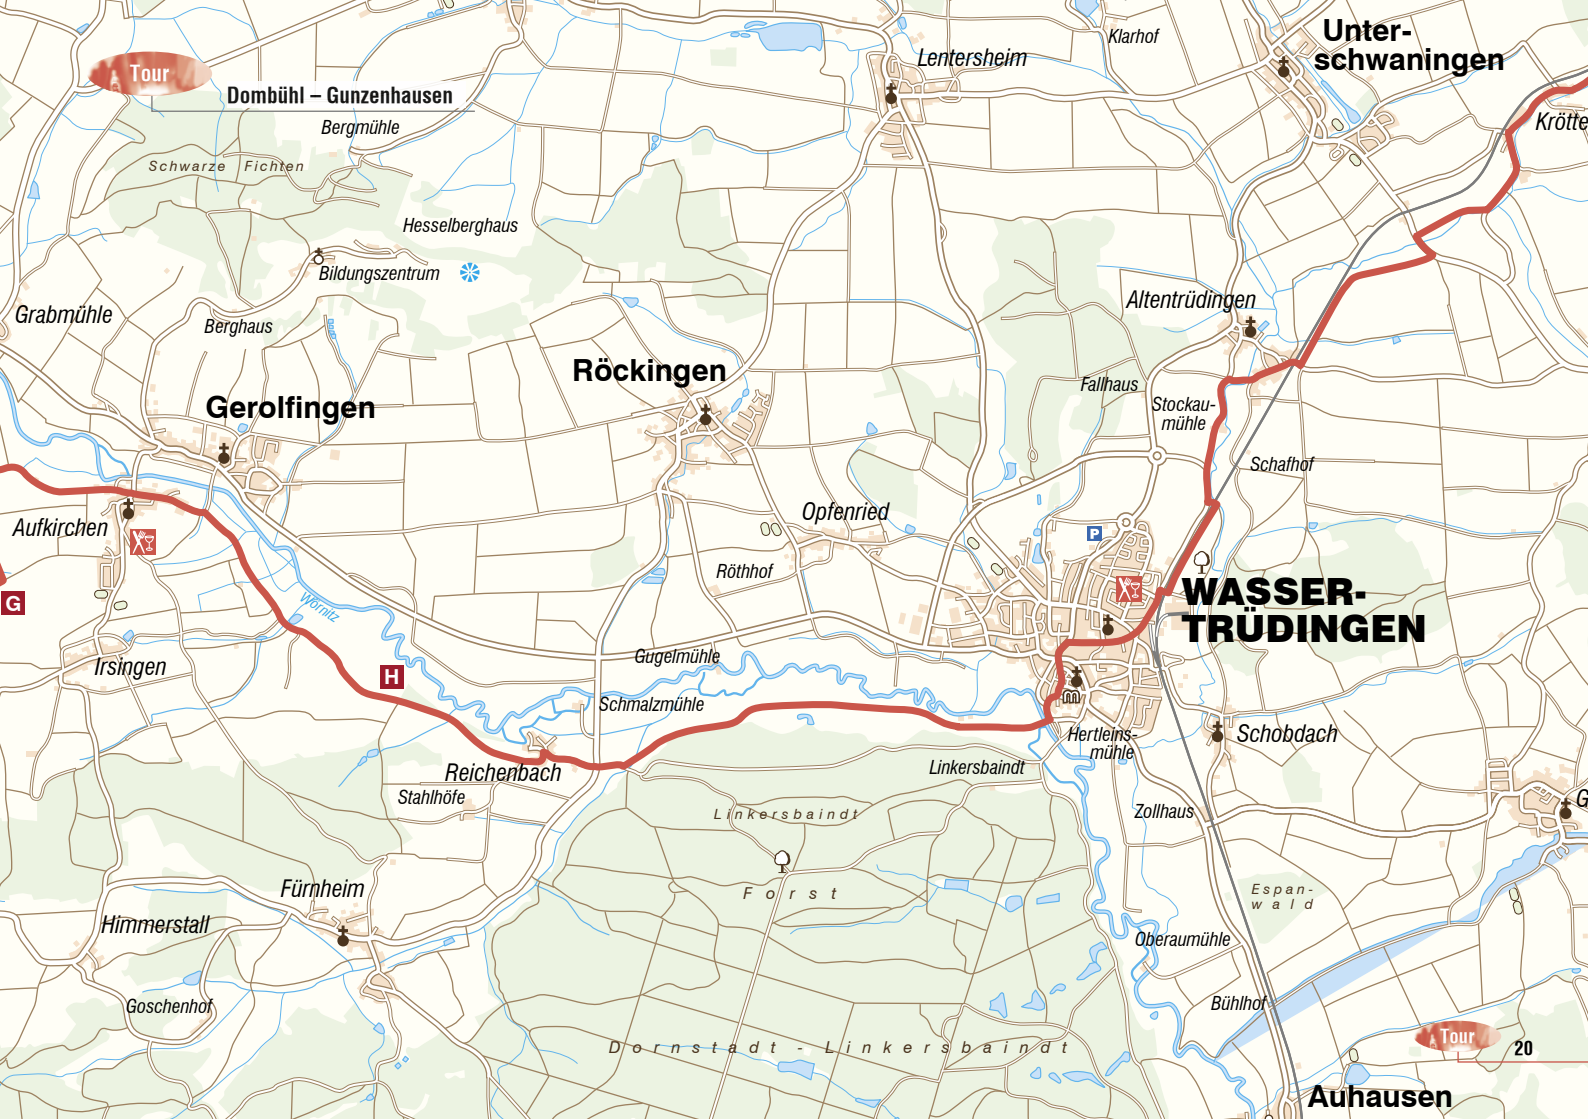 Tour
Dombühl – Gunzenhausen
Bergmühle
Schwarze Fichten
Hesselberghaus
Bildungszentrum
Berghaus
Grabmühle
Gerolfingen
Röckingen
Lentersheim
Klarhof
Unter-
schwaningen
Krötte
Altentrüdingen
Fallhaus
Stockau-
mühle
Schafhof
Aufkirchen
Opfenried
Röthhof
P
WASSER-
TRÜDINGEN
G
Wörnitz
Irsingen
H
Gugelmühle
Schmalzmühle
Reichenbach
Stahlhöfe
Hertleins-
mühle
Schobdach
Linkersbaindt
Linkersbaindt
Zollhaus
G
Forst
Espan-
wald
Fürnheim
Himmerstall
Goschenhof
Oberaumühle
Bühlhof
Dornstadt - Linkersbaindt
Tour
20
Auhausen